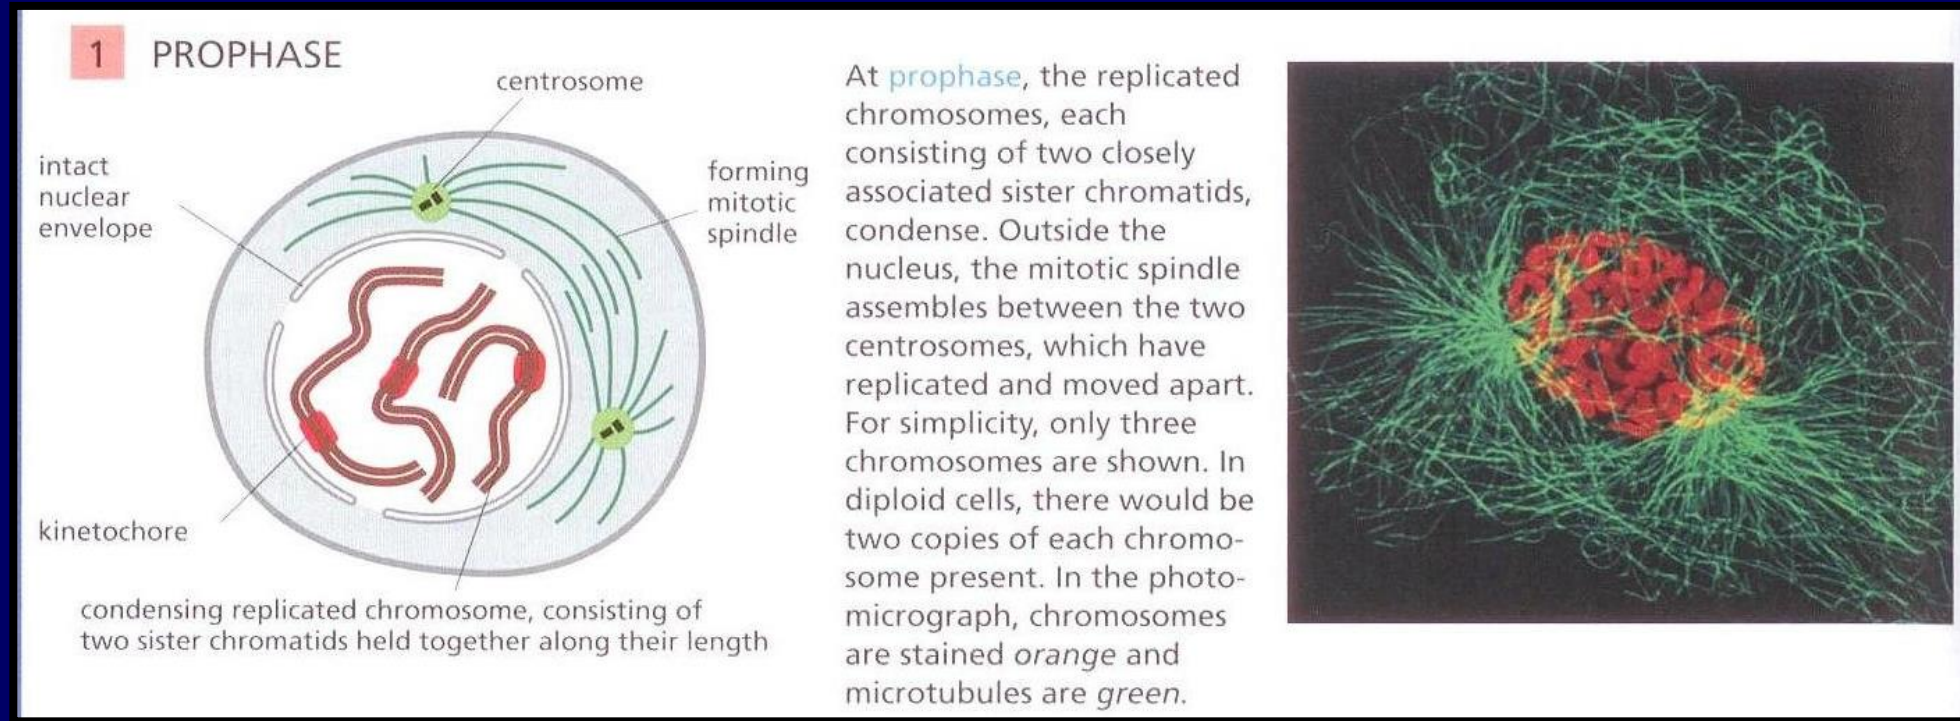 1 PROPHASE
centrosome
intact
nuclear
envelope
forming
mitotic
spindle
kinetochore
condensing replicated chromosome, consisting of
two sister chromatids held together along their length
At prophase, the replicated
chromosomes, each
consisting of two closely
associated sister chromatids,
condense. Outside the
nucleus, the mitotic spindle
assembles between the two
centrosomes, which have
replicated and moved apart.
For simplicity, only three
chromosomes are shown. In
diploid cells, there would be
two copies of each chromo-
some present. In the photo-
micrograph, chromosomes
are stained orange and
microtubules are green.